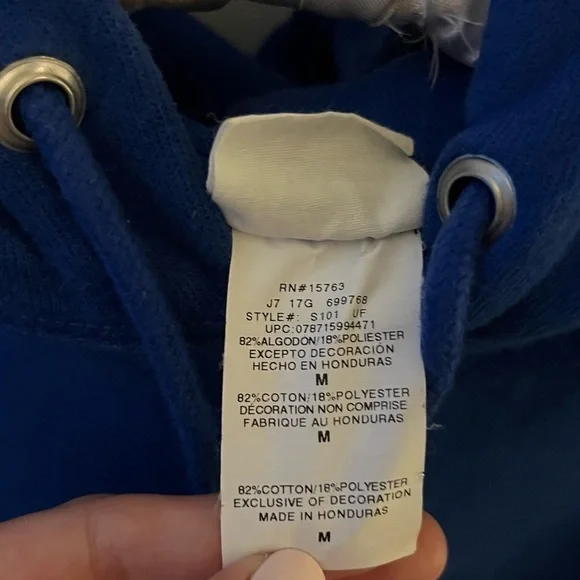 RN#15763
J7 17G 699768
STYLE#: S101 UF
UPC:078715994471
82%ALGODON/18%POLIESTER
EXCEPTO DECORACIÓN
HECHO EN HONDURAS
M
82%COTON/18%POLYESTER
DÉCORATION NON COMPRISE
FABRIQUE AU HONDURAS
M
82%COTTON/18%POLYESTER
EXCLUSIVE OF DECORATION
MADE IN HONDURAS
M